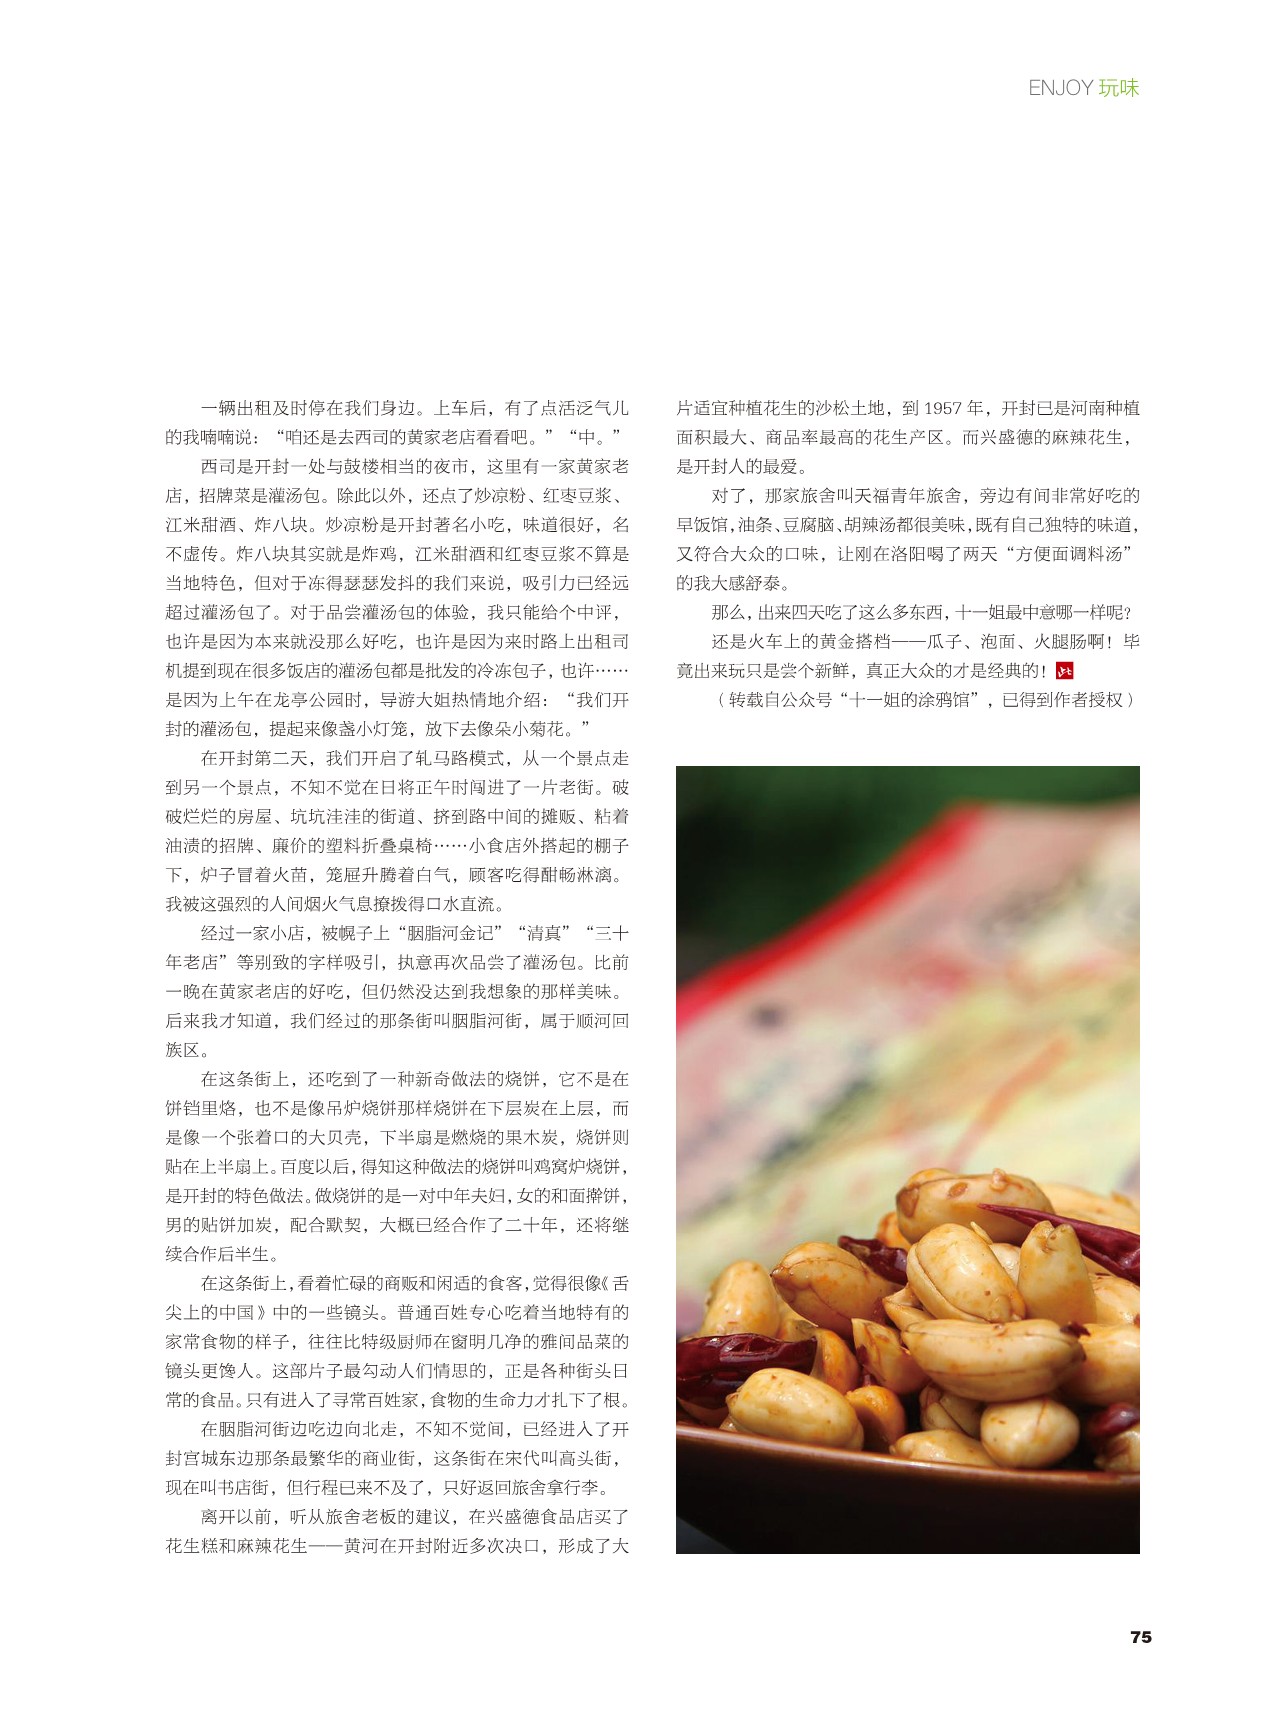 ENJOY 玩味
一辆出租及时停在我们身边。上车后，有了点活泛气儿
的我喃喃说：“咱还是去西司的黄家老店看看吧。”“中。”
西司是开封一处与鼓楼相当的夜市，这里有一家黄家老
店，招牌菜是灌汤包。除此以外，还点了炒凉粉、红枣豆浆、
江米甜酒、炸八块。炒凉粉是开封著名小吃，味道很好，名
不虚传。炸八块其实就是炸鸡，江米甜酒和红枣豆浆不算是
当地特色，但对于冻得瑟瑟发抖的我们来说，吸引力已经远
超过灌汤包了。对于品尝灌汤包的体验，我只能给个中评，
也许是因为本来就没那么好吃，也许是因为来时路上出租司
机提到现在很多饭店的灌汤包都是批发的冷冻包子，也许……
是因为上午在龙亭公园时，导游大姐热情地介绍：“我们开
封的灌汤包，提起来像盏小灯笼，放下去像朵小菊花。”
在开封第二天，我们开启了轧马路模式，从一个景点走
到另一个景点，不知不觉在日将正午时闯进了一片老街。破
破烂烂的房屋、坑坑洼洼的街道、挤到路中间的摊贩、粘着
油渍的招牌、廉价的塑料折叠桌椅……小食店外搭起的棚子
下，炉子冒着火苗，笼屉升腾着白气，顾客吃得酣畅淋漓。
我被这强烈的人间烟火气息撩拨得口水直流。
经过一家小店，被幌子上“胭脂河金记”“清真”“三十
年老店”等别致的字样吸引，执意再次品尝了灌汤包。比前
一晚在黄家老店的好吃，但仍然没达到我想象的那样美味。
后来我才知道，我们经过的那条街叫胭脂河街，属于顺河回
族区。
在这条街上，还吃到了一种新奇做法的烧饼，它不是在
饼铛里烙，也不是像吊炉烧饼那样烧饼在下层炭在上层，而
是像一个张着口的大贝壳，下半扇是燃烧的果木炭，烧饼则
贴在上半扇上。百度以后，得知这种做法的烧饼叫鸡窝炉烧饼，
是开封的特色做法。做烧饼的是一对中年夫妇，女的和面擀饼，
男的贴饼加炭，配合默契，大概已经合作了二十年，还将继
续合作后半生。
在这条街上，看着忙碌的商贩和闲适的食客，觉得很像《舌
尖上的中国》中的一些镜头。普通百姓专心吃着当地特有的
家常食物的样子，往往比特级厨师在窗明几净的雅间品菜的
镜头更馋人。这部片子最勾动人们情思的，正是各种街头日
常的食品。只有进入了寻常百姓家，食物的生命力才扎下了根。
在胭脂河街边吃边向北走，不知不觉间，已经进入了开
封宫城东边那条最繁华的商业街，这条街在宋代叫高头街，
现在叫书店街，但行程已来不及了，只好返回旅舍拿行李。
离开以前，听从旅舍老板的建议，在兴盛德食品店买了
花生糕和麻辣花生——黄河在开封附近多次决口，形成了大
片适宜种植花生的沙松土地，到 1957 年，开封已是河南种植
面积最大、商品率最高的花生产区。而兴盛德的麻辣花生，
是开封人的最爱。
对了，那家旅舍叫天福青年旅舍，旁边有间非常好吃的
早饭馆，油条、豆腐脑、胡辣汤都很美味，既有自己独特的味道，
又符合大众的口味，让刚在洛阳喝了两天“方便面调料汤”
的我大感舒泰。
那么，出来四天吃了这么多东西，十一姐最中意哪一样呢？
还是火车上的黄金搭档——瓜子、泡面、火腿肠啊！毕
竟出来玩只是尝个新鲜，真正大众的才是经典的！
（转载自公众号“十一姐的涂鸦馆”，已得到作者授权）
75